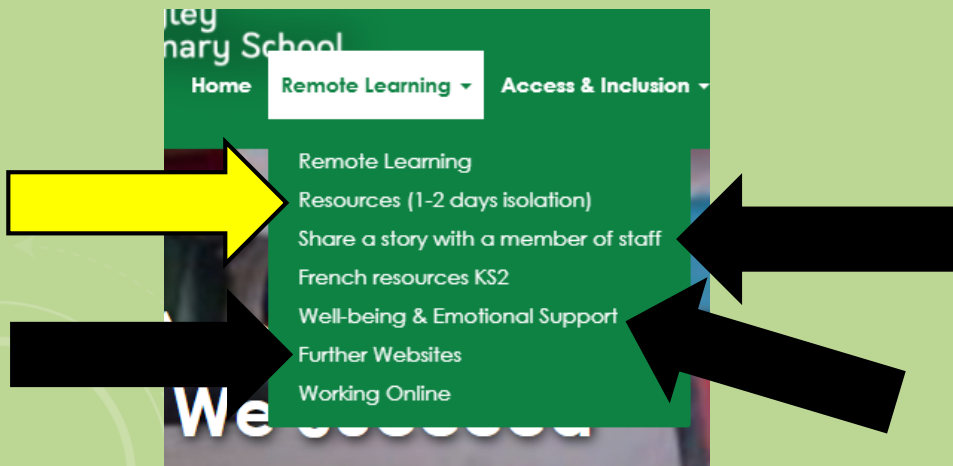 School
Home Remote Learning Access & Inclusion
Remote Learning
Resources (1-2 days isolation)
Share a story with a member of staff
French resources KS2
Well-being & Emotional Support
Further Websites
Working Online
We